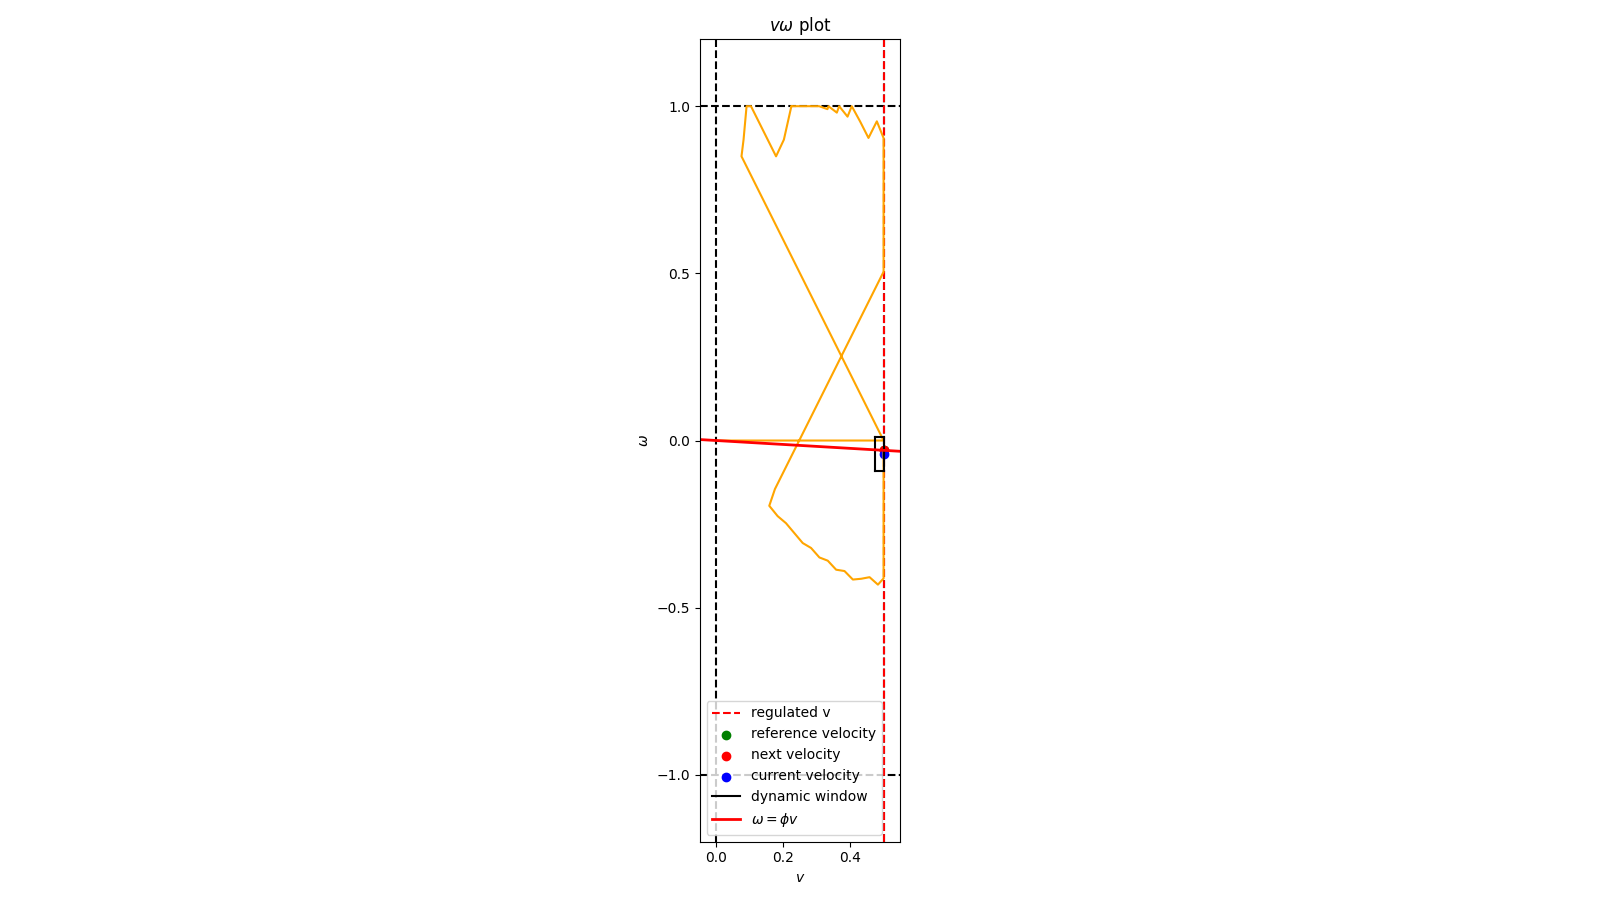 vω plot
1.0
0.5
0.0
−0.5
−1.0
ω
regulated v
reference velocity
next velocity
current velocity
dynamic window
ω = ϕv
0.0 0.2 0.4
v